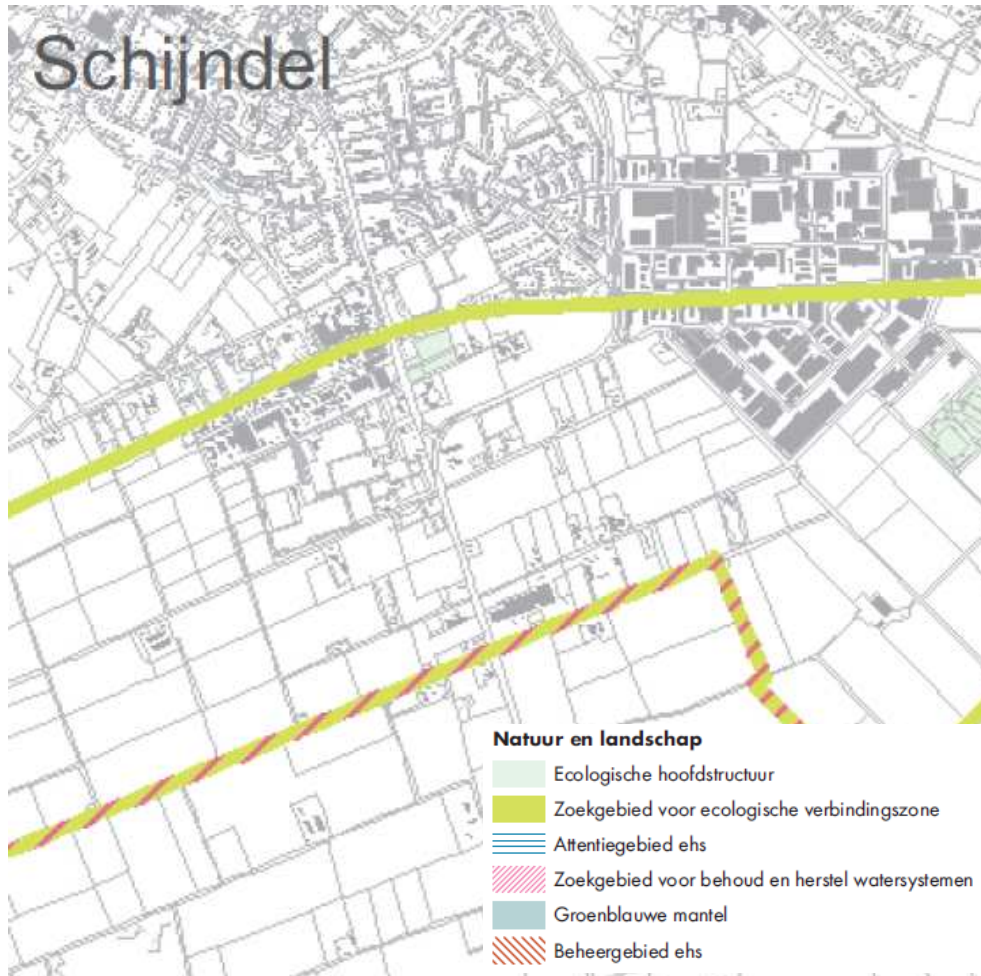 Schijndel
Natuur en landschap
Ecologische hoofdstructuur
Zoekgebied voor ecologische verbindingszone
Attentiegebied ehs
Zoekgebied voor behoud en herstel watersystemen
Groenblauwe mantel
Beheergebied ehs